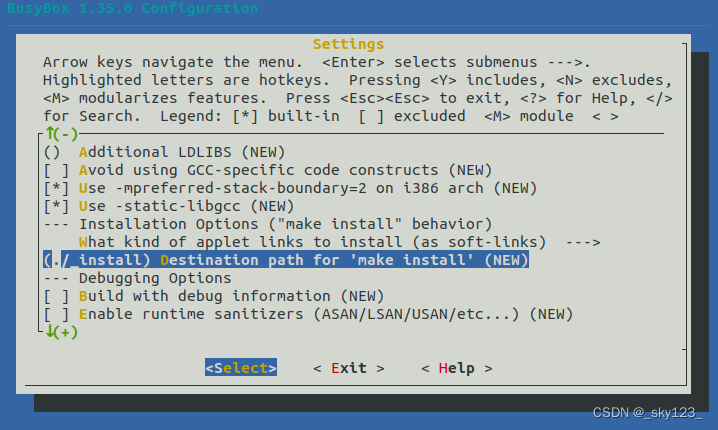 BusyBox 1.35.0 Configuration
Settings
Arrow keys navigate the menu.  <Enter> selects submenus --->.
Highlighted letters are hotkeys.  Pressing <Y> includes, <N> excludes,
<M> modularizes features.  Press <Esc><Esc> to exit, <?> for Help, </>
for Search.  Legend: [*] built-in  [ ] excluded  <M> module  < >
↑(-)
()  Additional LDLIBS (NEW)
[ ] Avoid using GCC-specific code constructs (NEW)
[*] Use -mpreferred-stack-boundary=2 on i386 arch (NEW)
[*] Use -static-libgcc (NEW)
--- Installation Options ("make install" behavior)
What kind of applet links to install (as soft-links)  --->
(./_install) Destination path for 'make install' (NEW)
--- Debugging Options
[ ] Build with debug information (NEW)
[ ] Enable runtime sanitizers (ASAN/LSAN/USAN/etc...) (NEW)
↓(+)
<Select>    < Exit >    < Help >
CSDN @_sky123_